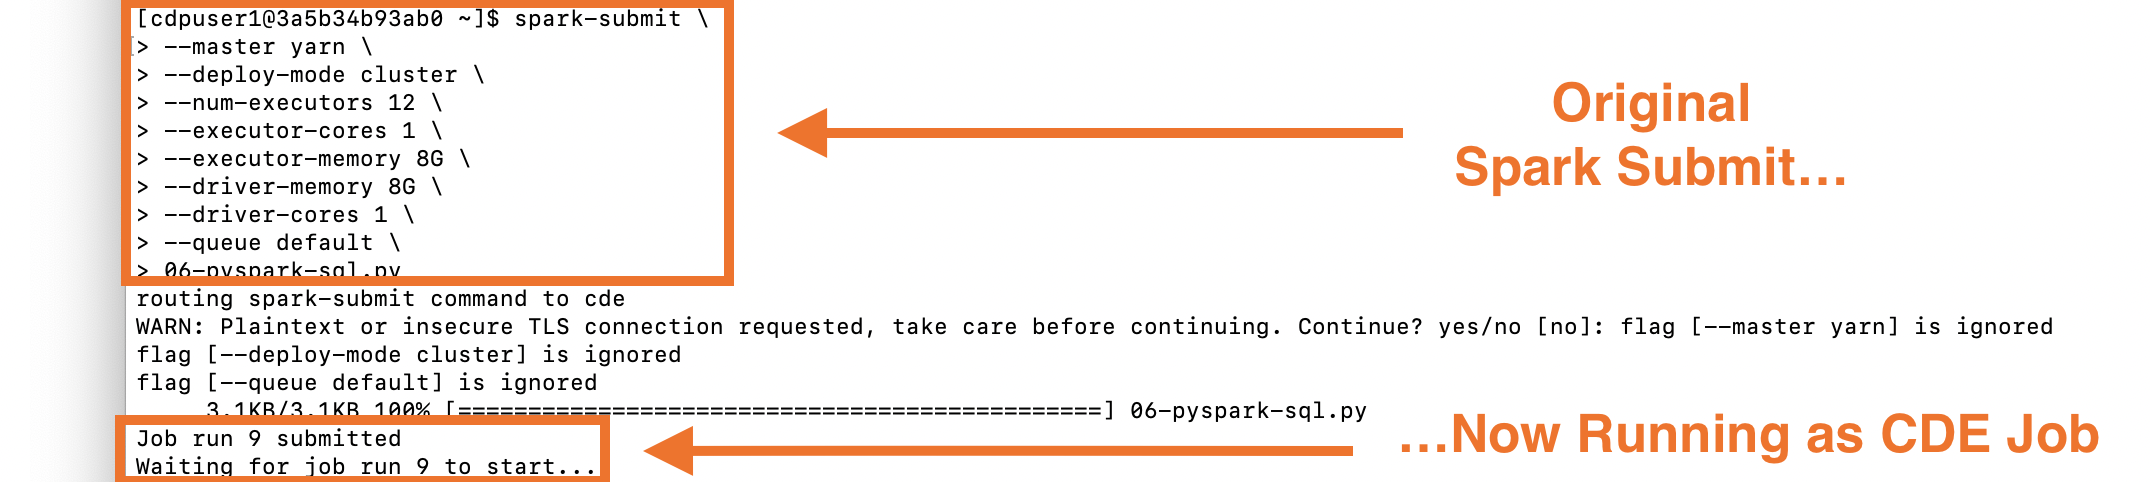 [cdpuser1@3a5b34b93ab0 ~]$ spark-submit \
> --master yarn \
> --deploy-mode cluster \
> --num-executors 12 \
> --executor-cores 1 \
> --executor-memory 8G \
> --driver-memory 8G \
> --driver-cores 1 \
> --queue default \
> 06-pyspark-sql.py
routing spark-submit command to cde
WARN: Plaintext or insecure TLS connection requested, take care before continuing. Continue? yes/no [no]: flag [--master yarn] is ignored
flag [--deploy-mode cluster] is ignored
flag [--queue default] is ignored
3.1KB/3.1KB 100% [==============================================] 06-pyspark-sql.py
Job run 9 submitted
Waiting for job run 9 to start...
Original
Spark Submit...
...Now Running as CDE Job